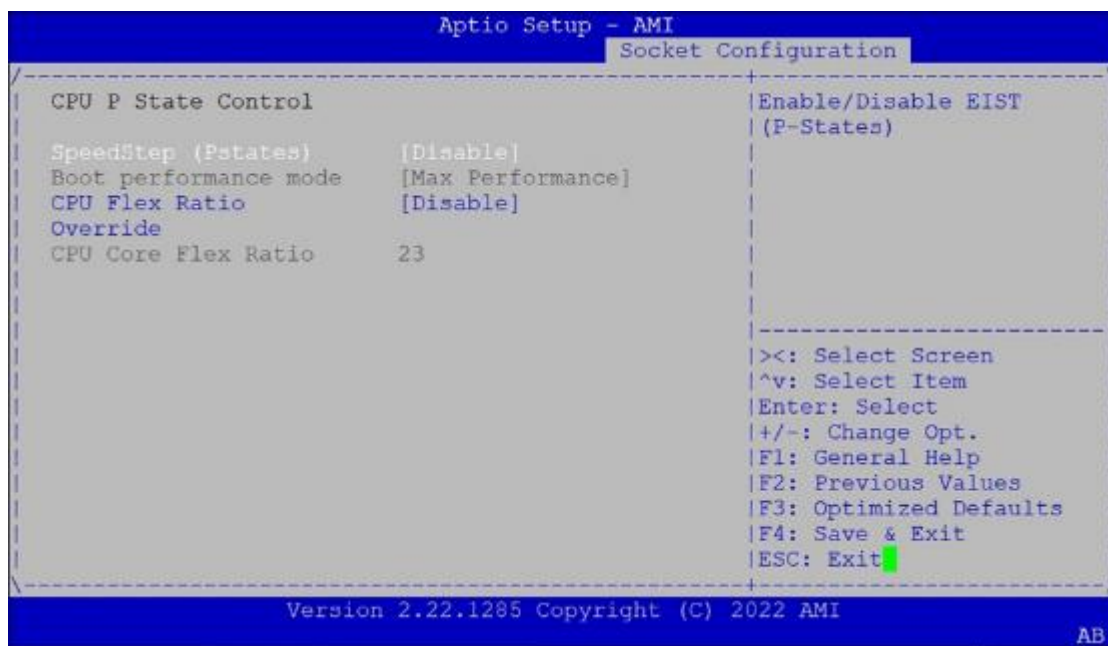 Aptio Setup - AMI
Socket Configuration
CPU P State Control
SpeedStep (Pstates) [Disable]
Boot performance mode [Max Performance]
CPU Flex Ratio [Disable]
Override
CPU Core Flex Ratio 23
Enable/Disable EIST
(P-States)
><: Select Screen
^v: Select Item
Enter: Select
+/-: Change Opt.
F1: General Help
F2: Previous Values
F3: Optimized Defaults
F4: Save & Exit
ESC: Exit
Version 2.22.1285 Copyright (C) 2022 AMI
AB